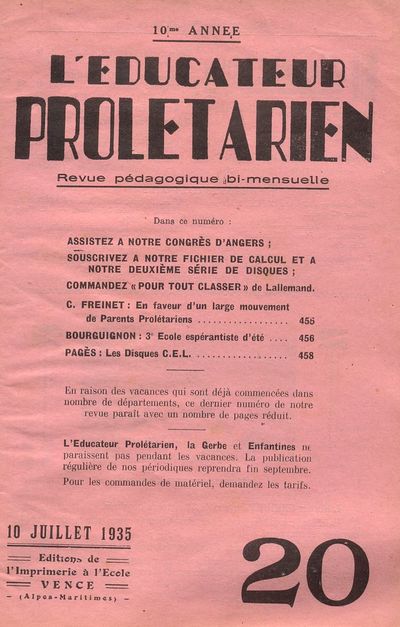 10me ANNEE
L'EDUCATEUR
PROLETARIEN
Revue pédagogique bi-mensuelle
Dans ce numéro :
ASSISTEZ A NOTRE CONGRÈS D'ANGERS ;
SOUSCRIVEZ A NOTRE FICHIER DE CALCUL ET A
NOTRE DEUXIÈME SÉRIE DE DISQUES ;
COMMANDEZ « POUR TOUT CLASSER » de Lallemand.
C. FREINET : En faveur d'un large mouvement
de Parents Prolétariens .................. 455
BOURGUIGNON : 3e Ecole espérantiste d'été .... 456
PAGÈS : Les Disques C.E.L. .................. 458
En raison des vacances qui sont déjà commencées dans
nombre de départements, ce dernier numéro de notre
revue paraît avec un nombre de pages réduit.
L'Educateur Prolétarien, la Gerbe et Enfantines ne
paraissent pas pendant les vacances. La publication
régulière de nos périodiques reprendra fin septembre.
Pour les commandes de matériel, demandez les tarifs.
10 JUILLET 1935
Editions de
l'Imprimerie à l'Ecole
VENCE
- (Alpes-Maritimes) -
20